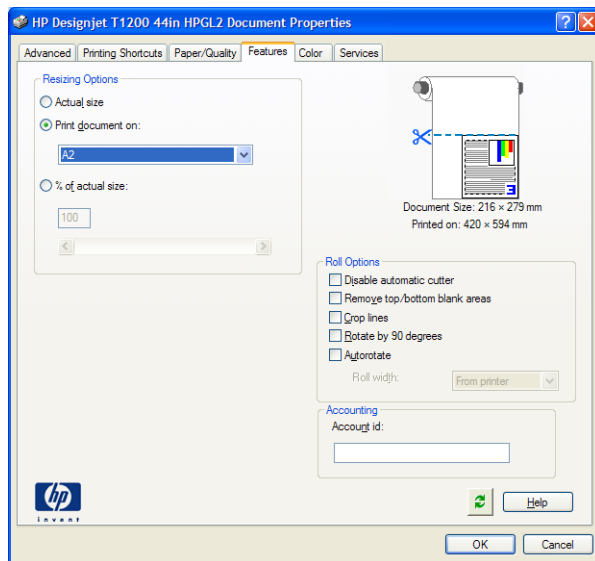 HP Designjet T1200 44in HPGL2 Document Properties
Advanced
Printing Shortcuts
Paper/Quality
Features
Color
Services
Resizing Options
Actual size
Print document on:
A2
% of actual size:
100
Document Size: 216 × 279 mm
Printed on: 420 × 594 mm
Roll Options
Disable automatic cutter
Remove top/bottom blank areas
Crop lines
Rotate by 90 degrees
Autorotate
Roll width:
From printer
Accounting
Account id:
hp
invent
Help
OK
Cancel